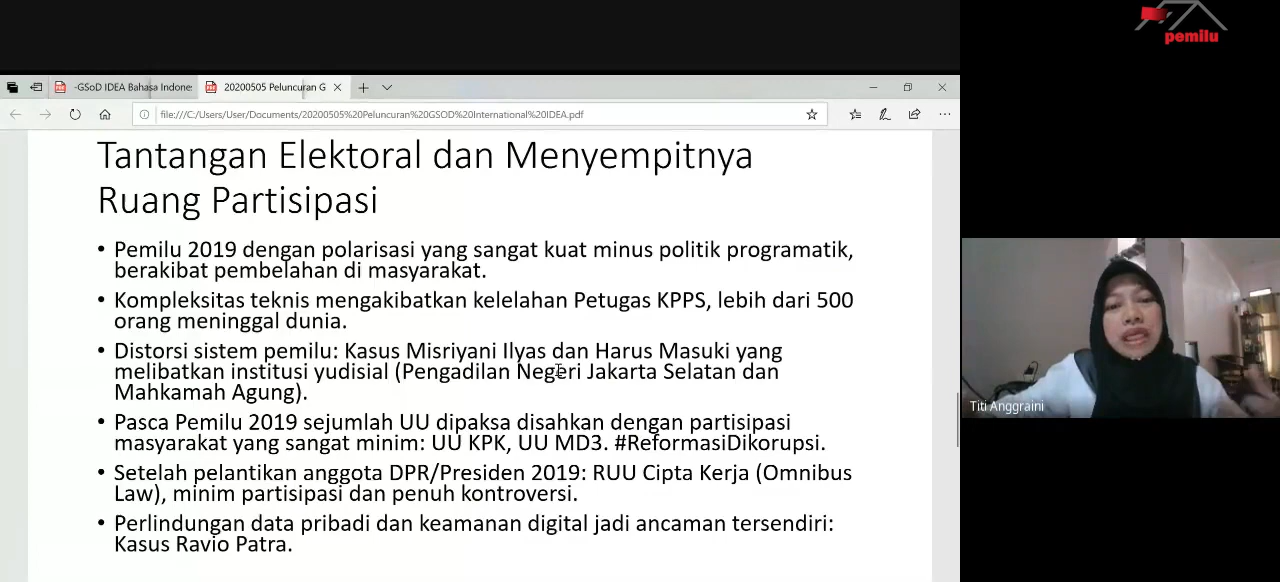 pemilu
-GSoD IDEA Bahasa Indone:
20200505 Peluncuran G
file:///C:/Users/User/Documents/20200505%20Peluncuran%20GSOD%20International%20IDEA.pdf
Tantangan Elektoral dan Menyempitnya
Ruang Partisipasi
• Pemilu 2019 dengan polarisasi yang sangat kuat minus politik programatik,
berakibat pembelahan di masyarakat.
• Kompleksitas teknis mengakibatkan kelelahan Petugas KPPS, lebih dari 500
orang meninggal dunia.
• Distorsi sistem pemilu: Kasus Misriyani Ilyas dan Harus Masuki yang
melibatkan institusi yudisial (Pengadilan Negeri Jakarta Selatan dan
Mahkamah Agung).
• Pasca Pemilu 2019 sejumlah UU dipaksa disahkan dengan partisipasi
masyarakat yang sangat minim: UU KPK, UU MD3. #ReformasiDikorupsi.
• Setelah pelantikan anggota DPR/Presiden 2019: RUU Cipta Kerja (Omnibus
Law), minim partisipasi dan penuh kontroversi.
• Perlindungan data pribadi dan keamanan digital jadi ancaman tersendiri:
Kasus Ravio Patra.
Titi Anggraini